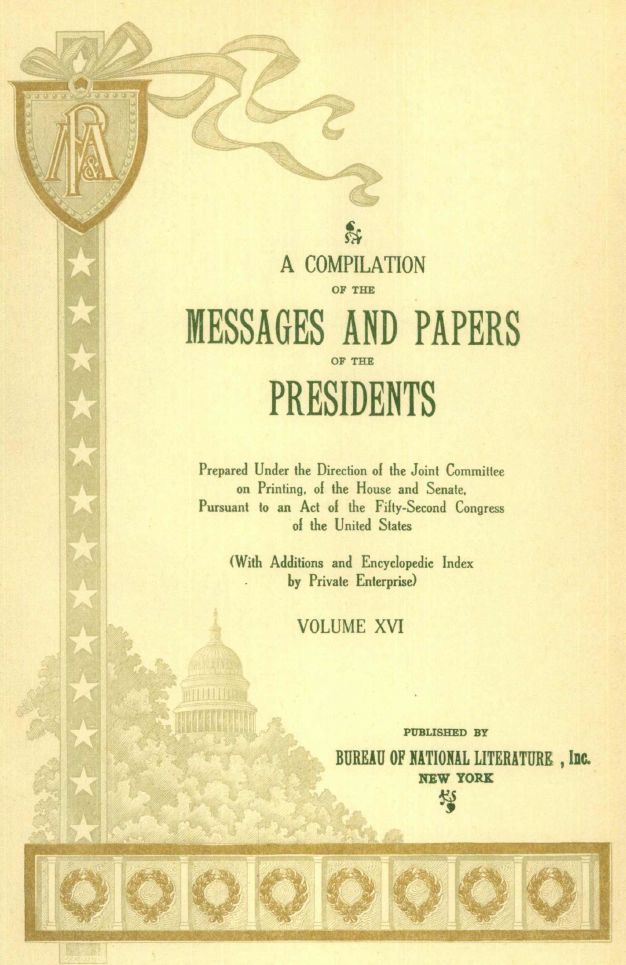 MP&A
A COMPILATION
OF THE
MESSAGES AND PAPERS
OF THE
PRESIDENTS
Prepared Under the Direction of the Joint Committee
on Printing, of the House and Senate,
Pursuant to an Act of the Fifty-Second Congress
of the United States
(With Additions and Encyclopedic Index
by Private Enterprise)
VOLUME XVI
PUBLISHED BY
BUREAU OF NATIONAL LITERATURE , Inc.
NEW YORK